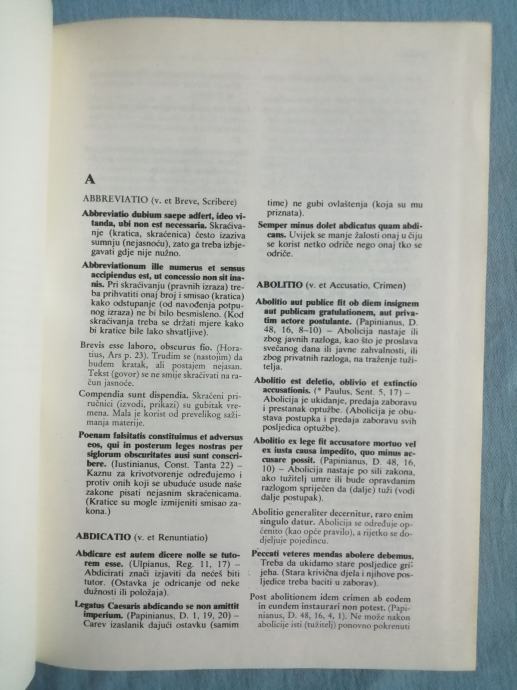 A
ABBREVIATIO (v. et Breve, Scribere)
Abbreviatio dubium saepe adfert, ideo vi-
tanda, ubi non est necessaria. Skraćiva-
nje (kratica, skraćenica) često izaziva
sumnju (nejasnoću), zato ga treba izbje-
gavati gdje nije nužno.
Abbreviationum ille numerus et sensus
accipiendus est, ut concessio non sit ina-
nis. Pri skraćivanju (pravnih izraza) tre-
ba prihvatiti onaj broj i smisao (kratica)
kako odstupanje (od navođenja potpu-
nog izraza) ne bi bilo besmisleno. (Kod
skraćivanja treba se držati mjere kako
bi kratice bile lako shvatljive).
Brevis esse laboro, obscurus fio. (Hora-
tius, Ars p. 23). Trudim se (nastojim) da
budem kratak, ali postajem nejasan.
Tekst (govor) se ne smije skraćivati na ra-
čun jasnoće.
Compendia sunt dispendia. Skraćeni pri-
ručnici (izvodi, prikazi) su gubitak vre-
mena. Mala je korist od prevelikog saži-
manja materije.
Poenam falsitatis constituimus et adversus
eos, qui in posterum leges nostras per
siglorum obscuritates ausi sunt conscri-
bere. (Iustinianus, Const. Tanta 22) –
Kaznu za krivotvorenje određujemo i
protiv onih koji se ubuduće usude naše
zakone pisati nejasnim skraćenicama.
(Kratice su mogle izmijeniti smisao za-
kona.)
ABDICATIO (v. et Renuntiatio)
Abdicare est autem dicere nolle se tuto-
rem esse. (Ulpianus, Reg. 11, 17) –
Abdicirati znači izjaviti da nećeš biti
tutor. (Ostavka je odricanje od neke
dužnosti ili položaja).
Legatus Caesaris abdicando se non amittit
imperium. (Papinianus, D. 1, 19, 20) –
Carev izaslanik dajući ostavku (samim
time) ne gubi ovlaštenja (koja su mu
priznata).
Semper minus dolet abdicatus quam abdi-
cans. Uvijek se manje žalosti onaj u čiju
se korist netko odriče nego onaj tko se
odriče.
ABOLITIO (v. et Accusatio, Crimen)
Abolitio aut publice fit ob diem insignem
aut publicam gratulationem, aut priva-
tim actore postulante. (Papinianus, D.
48, 16, 8–10) – Abolicija nastaje ili
zbog javnih razloga, kao što je proslava
svečanog dana ili javne zahvalnosti, ili
zbog privatnih razloga, na traženje tuži-
telja.
Abolitio est deletio, oblivio et extinctio
accusationis. (* Paulus, Sent. 5, 17) –
Abolicija je ukidanje, predaja zaboravu
i prestanak optužbe. (Abolicija je obu-
stava postupka i predaja zaboravu svih
posljedica optužbe).
Abolitio ex lege fit accusatore mortuo vel
ex iusta causa impedito, quo minus ac-
cusare possit. (Papinianus, D. 48, 16,
10) – Abolicija nastaje po sili zakona,
ako tužitelj umre ili bude opravdanim
razlogom spriječen da (dalje) tuži (vodi
dalje postupak).
Abolitio generaliter decernitur, raro enim
singulo datur. Abolicija se određuje op-
ćenito (kao opće pravilo), a rijetko se do-
djeljuje pojedincu.
Peccati veteres mendas abolere debemus.
Treba da ukidamo stare posljedice gri-
jeha. (Stara krivična djela i njihove pos-
ljedice treba baciti u zaborav).
Post abolitionem idem crimen ab eodem
in eundem instaurari non potest. (Papi-
nianus, D. 48, 16, 4, 1). Ne može nakon
abolicije isti (tužitelj) ponovno pokrenuti